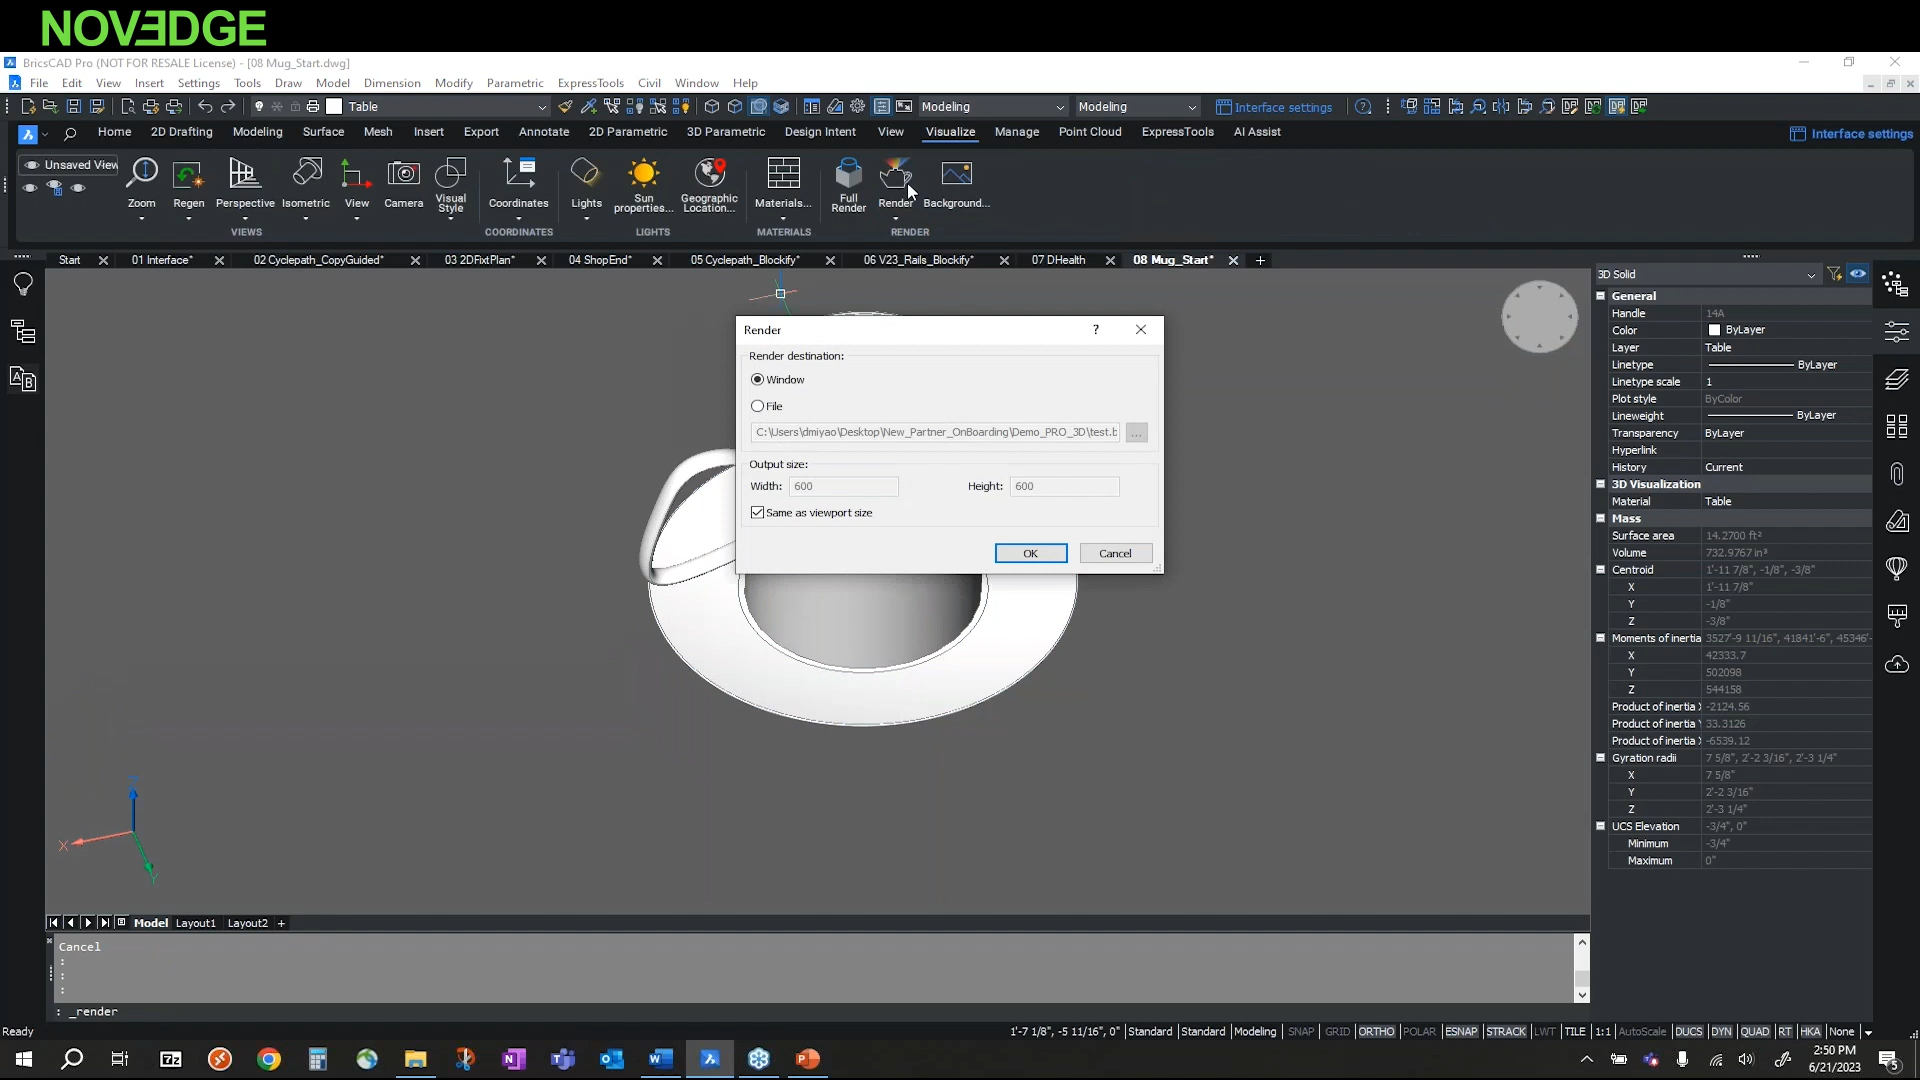 NOVEDGE
BricsCAD Pro (NOT FOR RESALE License) - [08 Mug_Start.dwg]
File Edit View Insert Settings Tools Draw Model Dimension Modify Parametric ExpressTools Civil Window Help
Table Modeling Modeling Interface settings
Home 2D Drafting Modeling Surface Mesh Insert Export Annotate 2D Parametric 3D Parametric Design Intent View Visualize Manage Point Cloud ExpressTools AI Assist Interface settings
Unsaved View
Zoom Regen Perspective Isometric View Camera Visual Style Coordinates Lights Sun properties... Geographic Location... Materials... Full Render Render Background...
VIEWS COORDINATES LIGHTS MATERIALS RENDER
Start 01 Interface* 02 Cyclepath_CopyGuided* 03 2DFixtPlan* 04 ShopEnd* 05 Cyclepath_Blockify* 06 V23_Rails_Blockify* 07 DHealth 08 Mug_Start*
Render ?
Render destination:
Window
File
C:\Users\dmiyao\Desktop\New_Partner_OnBoarding\Demo_PRO_3D\test.b ...
Output size:
Width: 600 Height: 600
Same as viewport size
OK Cancel
X
Y
3D Solid
General
Handle 14A
Color ByLayer
Layer Table
Linetype ByLayer
Linetype scale 1
Plot style ByColor
Lineweight ByLayer
Transparency ByLayer
Hyperlink
History Current
3D Visualization
Material Table
Mass
Surface area 14.2700 ft²
Volume 732.9767 in³
Centroid 1'-11 7/8", -1/8", -3/8"
X 1'-11 7/8"
Y -1/8"
Z -3/8"
Moments of inertia 3527'-9 11/16", 41841'-6", 45346'-
X 42333.7
Y 502098
Z 544158
Product of inertia X -2124.56
Product of inertia Y 33.3126
Product of inertia X -6539.12
Gyration radii 7 5/8", 2'-2 3/16", 2'-3 1/4"
X 7 5/8"
Y 2'-2 3/16"
Z 2'-3 1/4"
UCS Elevation -3/4", 0"
Minimum -3/4"
Maximum 0"
Model Layout1 Layout2 +
Cancel
:
:
:
: _render
Ready 1'-7 1/8", -5 11/16", 0" Standard Standard Modeling SNAP GRID ORTHO POLAR ESNAP STRACK LWT TILE 1:1 AutoScale DUCS DYN QUAD RT HKA None
2:50 PM
6/21/2023
5